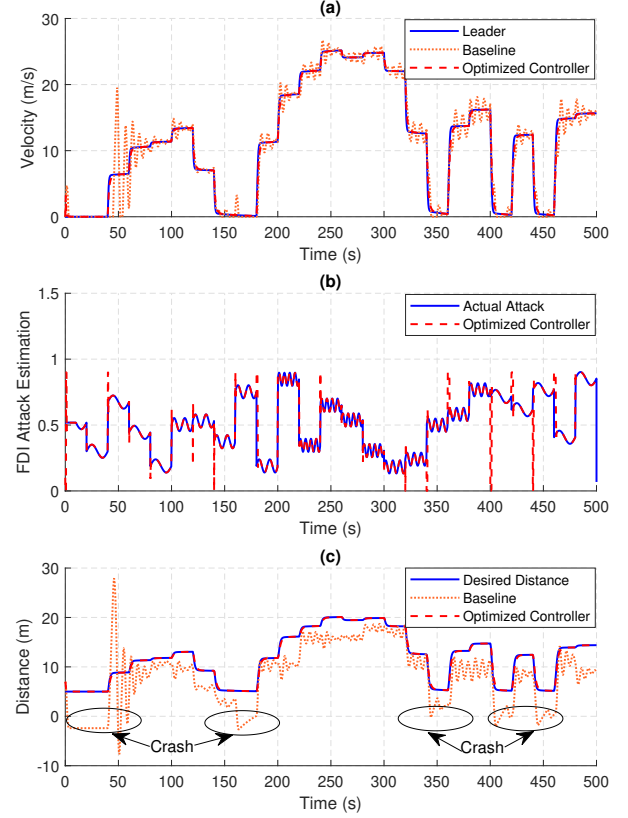 (a)
Velocity (m/s)
30
20
10
0
Leader
Baseline
Optimized Controller
0 50 100 150 200 250 300 350 400 450 500
Time (s)
(b)
FDI Attack Estimation
1.5
1
0.5
0
Actual Attack
Optimized Controller
0 50 100 150 200 250 300 350 400 450 500
Time (s)
(c)
Distance (m)
30
20
10
0
-10
Desired Distance
Baseline
Optimized Controller
Crash
Crash
0 50 100 150 200 250 300 350 400 450 500
Time (s)